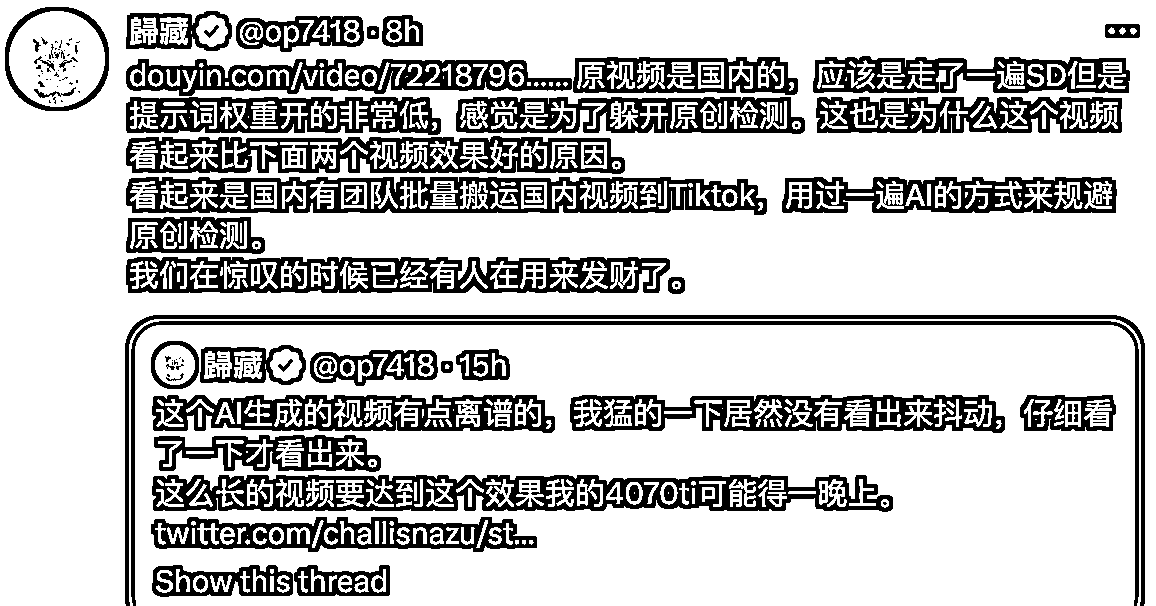 歸藏 @op7418 · 8h
douyin.com/video/72218796…… 原视频是国内的，应该是走了一遍SD但是
提示词权重开的非常低，感觉是为了躲开原创检测。这也是为什么这个视频
看起来比下面两个视频效果好的原因。
看起来是国内有团队批量搬运国内视频到Tiktok，用过一遍AI的方式来规避
原创检测。
我们在惊叹的时候已经有人在用来发财了。
歸藏 @op7418 · 15h
这个AI生成的视频有点离谱的，我猛的一下居然没有看出来抖动，仔细看
了一下才看出来。
这么长的视频要达到这个效果我的4070ti可能得一晚上。
twitter.com/challisnazu/st…
Show this thread